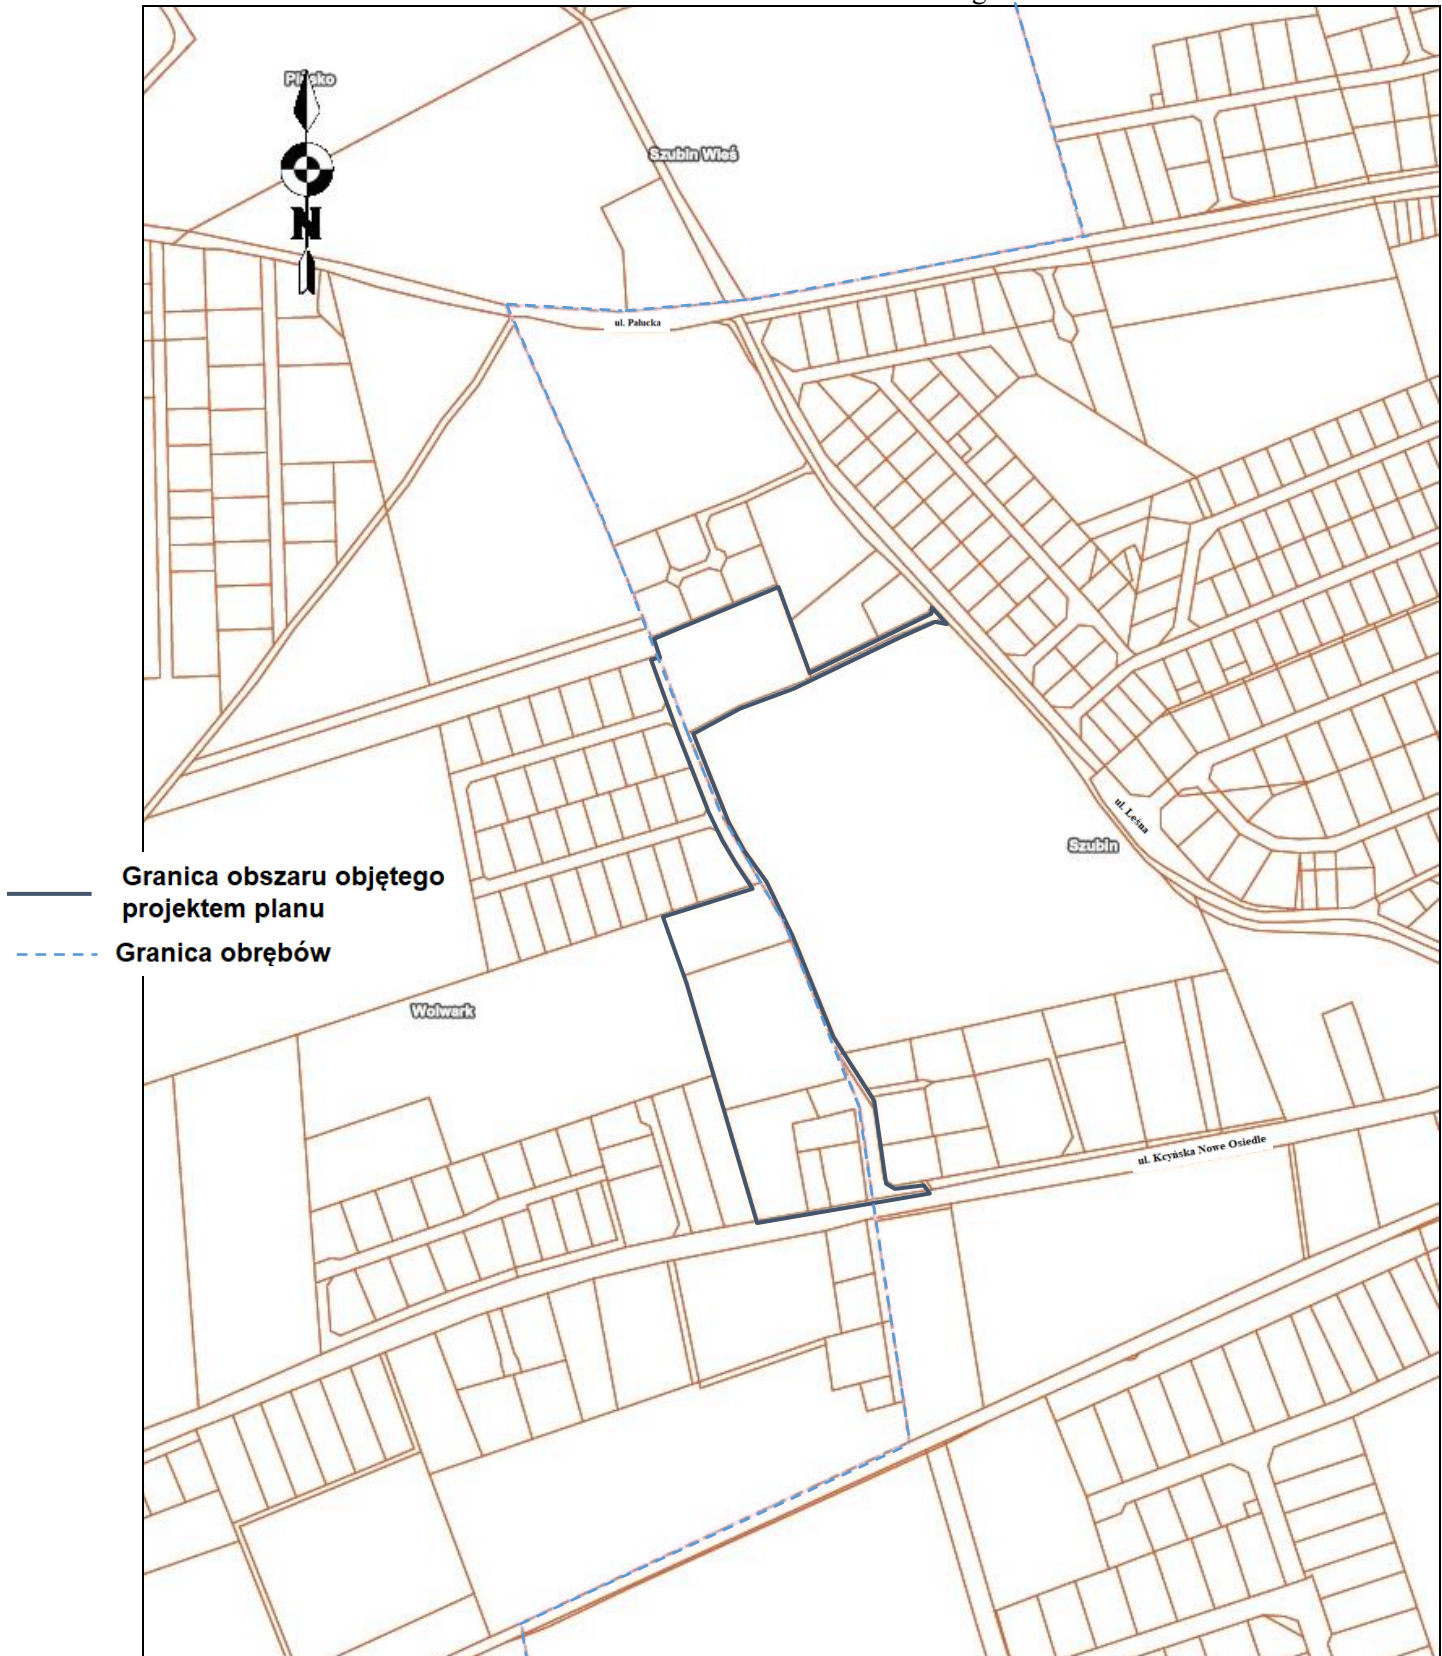 Pińsko
Szubin Wieś
N
ul. Pałucka
ul. Leśna
Szubin
Granica obszaru objętego
projektem planu
Granica obrębów
Wolwark
ul. Kcyńska Nowe Osiedle